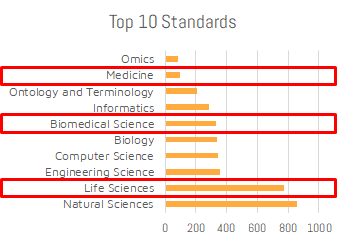 Top 10 Standards
Omics
Medicine
Ontology and Terminology
Informatics
Biomedical Science
Biology
Computer Science
Engineering Science
Life Sciences
Natural Sciences
0 200 400 600 800 1000